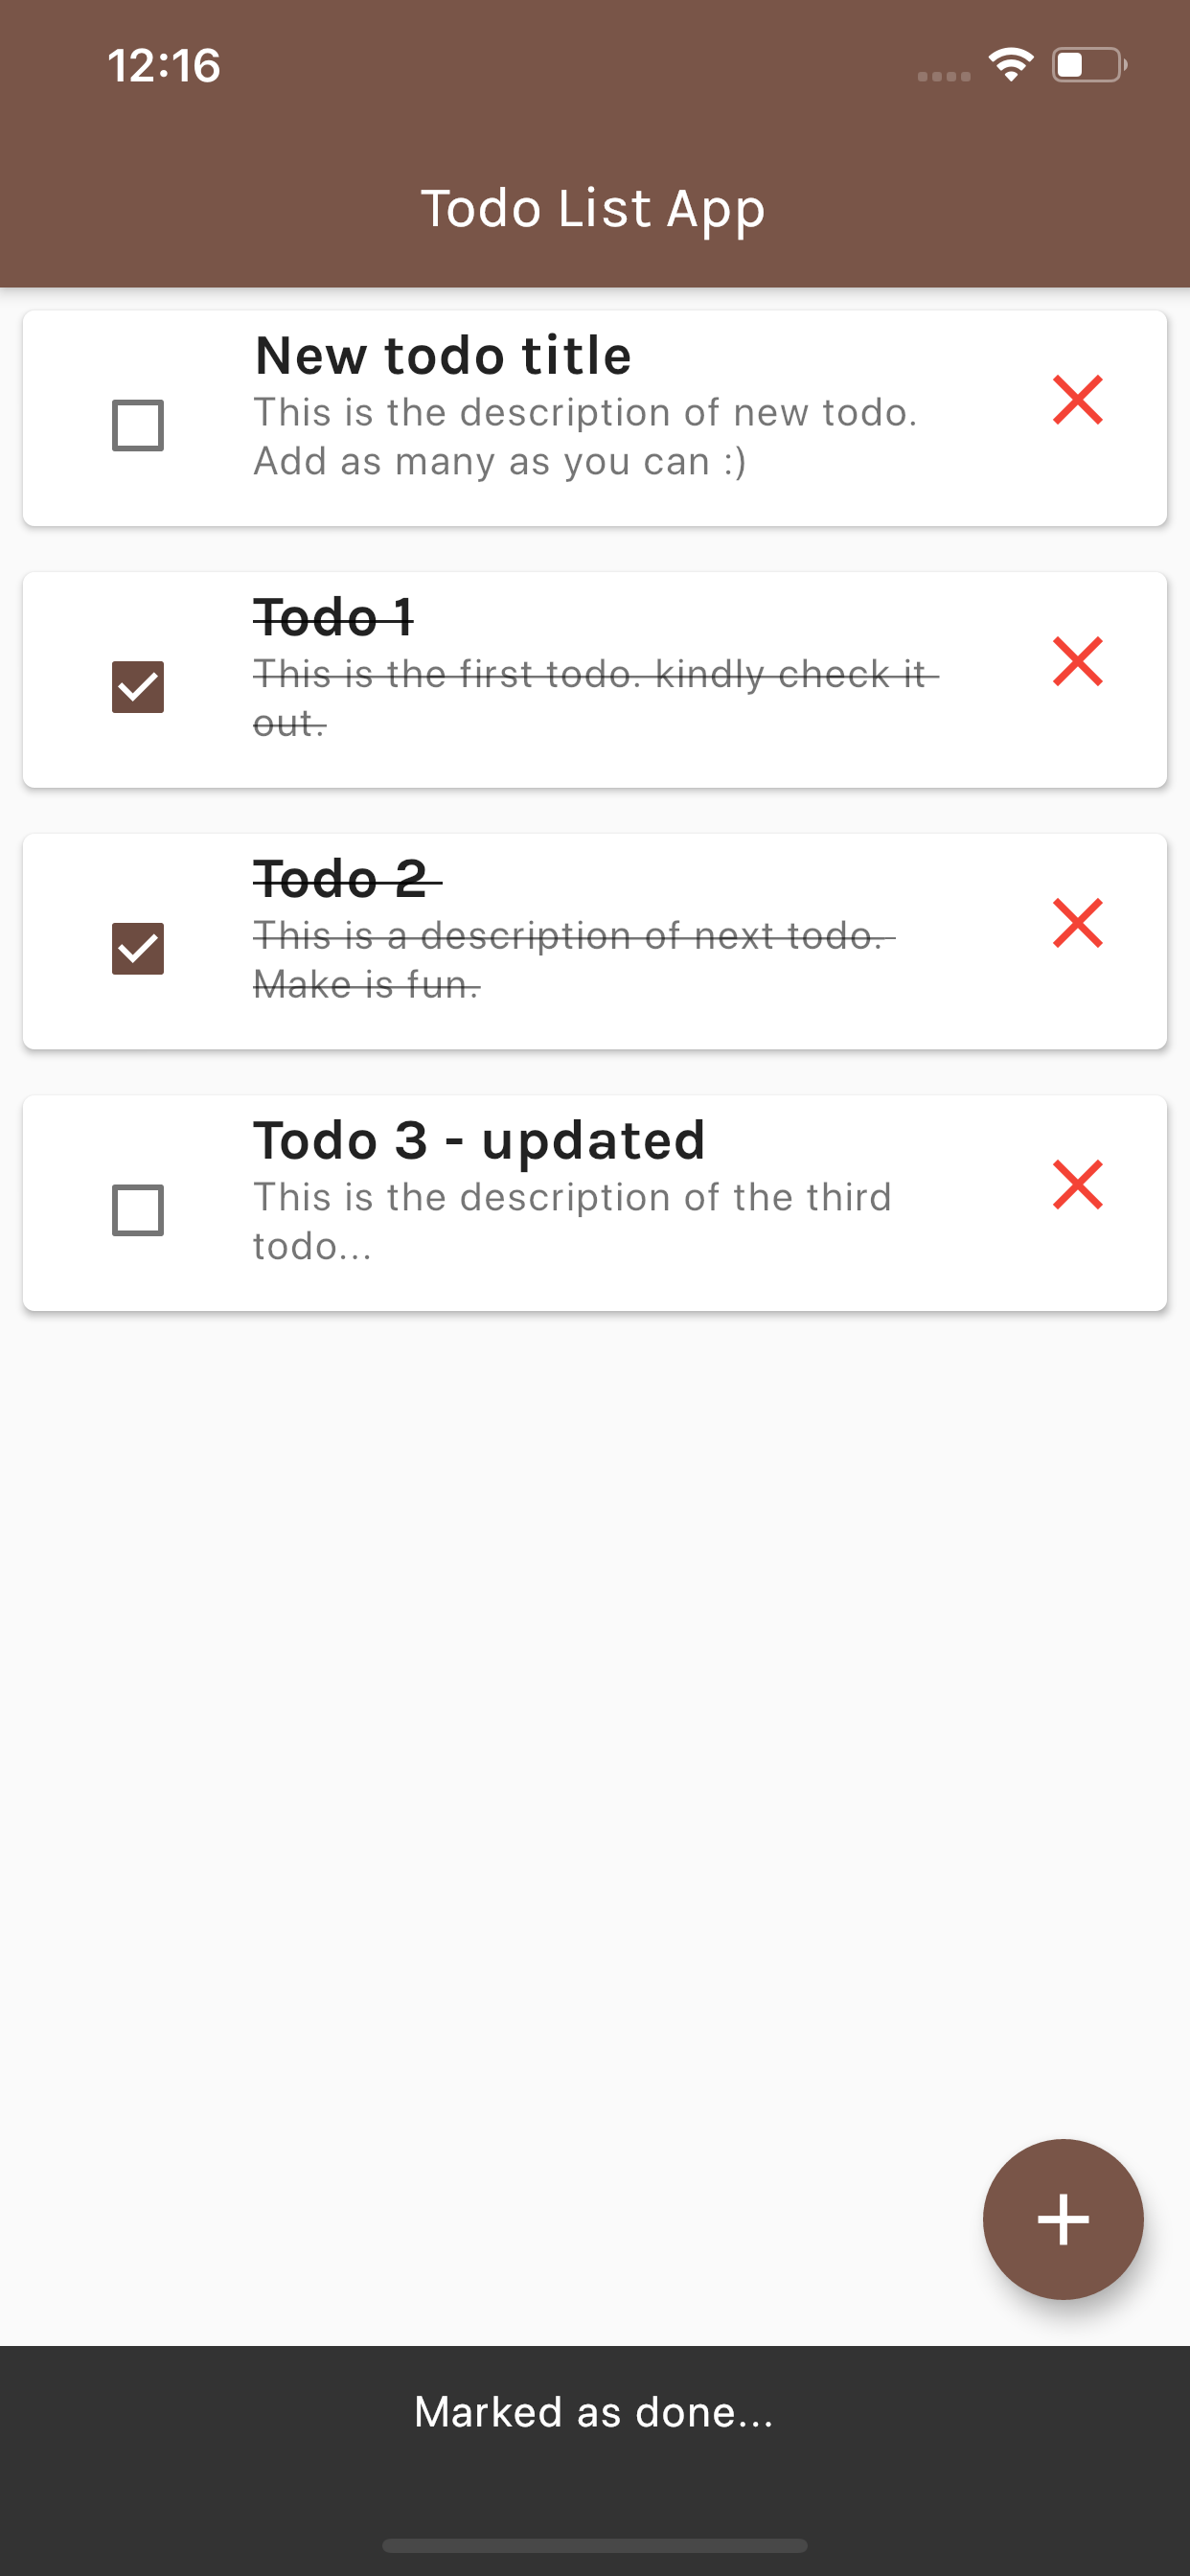 12:16
Todo List App
New todo title
This is the description of new todo.
Add as many as you can :)
Todo 1
This is the first todo. kindly check it
out.
Todo 2
This is a description of next todo.
Make is fun.
Todo 3 - updated
This is the description of the third
todo...
Marked as done...